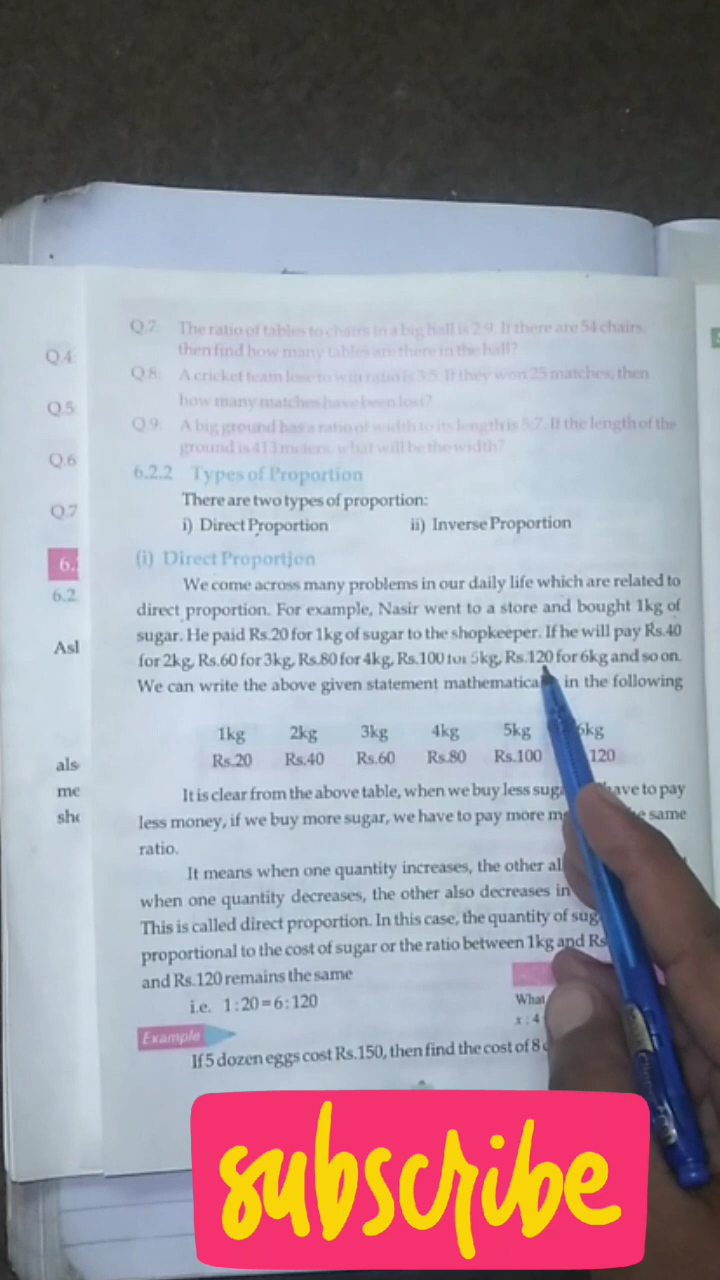 Q.7: The ratio of tables to chairs in a big hall is 2:9. If there are 54 chairs,
then find how many tables are there in the hall?
Q.4
Q.8: A cricket team lose to win ratio is 3:5. If they won 25 matches, then
how many matches have been lost?
Q.5
Q.9: A big ground has a ratio of width to its length is 5:7. If the length of the
ground is 413 meters, what will be the width?
Q.6
6.2.2 Types of Proportion
There are two types of proportion:
Q.7
i) Direct Proportion ii) Inverse Proportion
6.
(i) Direct Proportion
6.2
We come across many problems in our daily life which are related to
direct proportion. For example, Nasir went to a store and bought 1kg of
sugar. He paid Rs.20 for 1kg of sugar to the shopkeeper. If he will pay Rs.40
Asl
for 2kg, Rs.60 for 3kg, Rs.80 for 4kg, Rs.100 for 5kg, Rs.120 for 6kg and so on.
We can write the above given statement mathematica in the following
1kg 2kg 3kg 4kg 5kg 6kg
Rs.20 Rs.40 Rs.60 Rs.80 Rs.100 120
als
me
It is clear from the above table, when we buy less sug have to pay
she
less money, if we buy more sugar, we have to pay more m same
ratio.
It means when one quantity increases, the other al
when one quantity decreases, the other also decreases in
This is called direct proportion. In this case, the quantity of sug
proportional to the cost of sugar or the ratio between 1kg and Rs
and Rs.120 remains the same
i.e. 1:20=6:120
What
x:4
Example
If 5 dozen eggs cost Rs.150, then find the cost of 8
subscribe